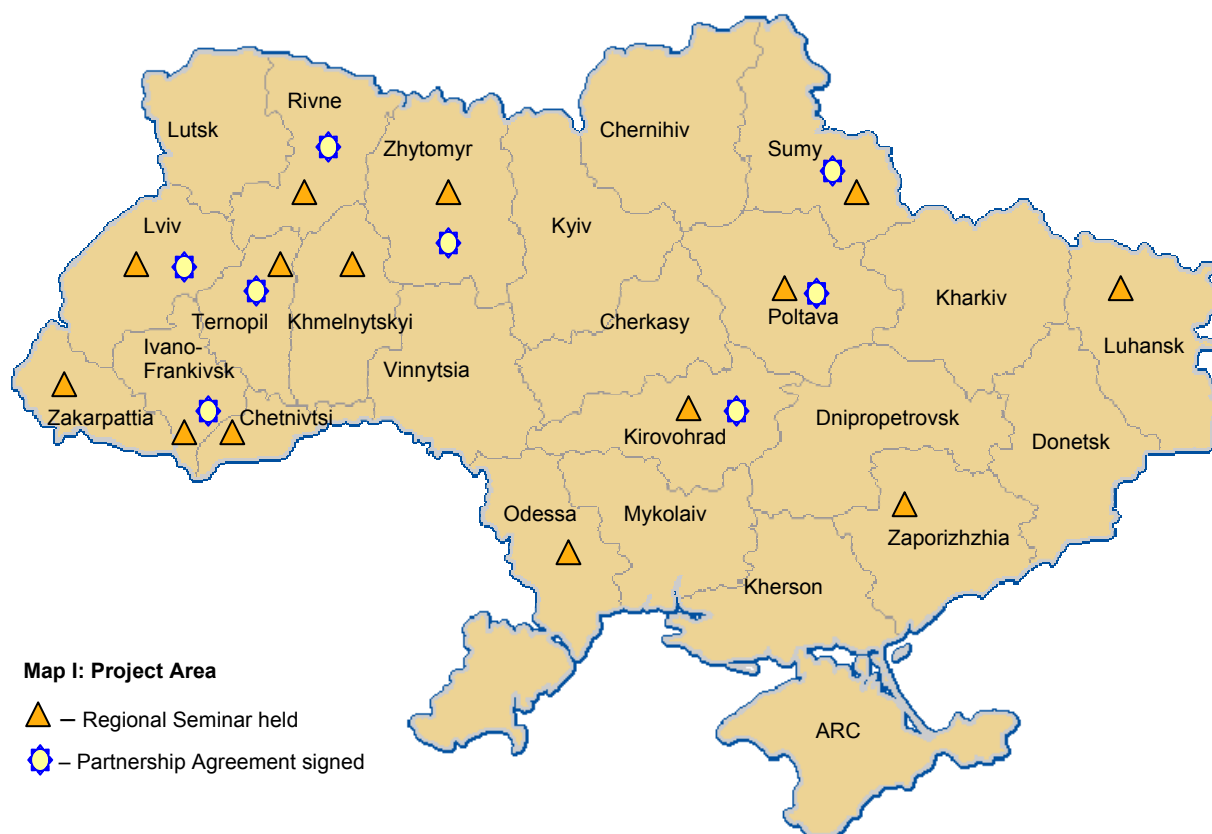 Rivne
Lutsk
Zhytomyr
Chernihiv
Sumy
Lviv
Kyiv
Kharkiv
Ternopil
Khmelnytskyi
Cherkasy
Poltava
Luhansk
Ivano-
Frankivsk
Vinnytsia
Zakarpattia
Chetnivtsi
Kirovohrad
Dnipropetrovsk
Donetsk
Odessa
Mykolaiv
Zaporizhzhia
Kherson
ARC
Map I: Project Area
– Regional Seminar held
– Partnership Agreement signed